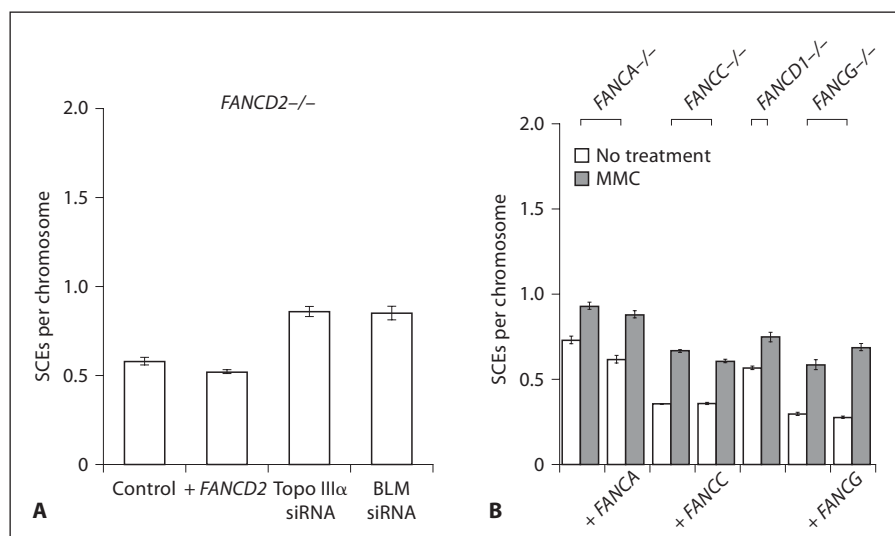 FANCD2–/–
2.0
1.5
1.0
0.5
0
SCEs per chromosome
Control
+ FANCD2
Topo IIIα
siRNA
BLM
siRNA
A
FANCA–/–
FANCC–/–
FANCD1–/–
FANCG–/–
2.0
1.5
1.0
0.5
0
SCEs per chromosome
No treatment
MMC
+ FANCA
+ FANCC
+ FANCG
B